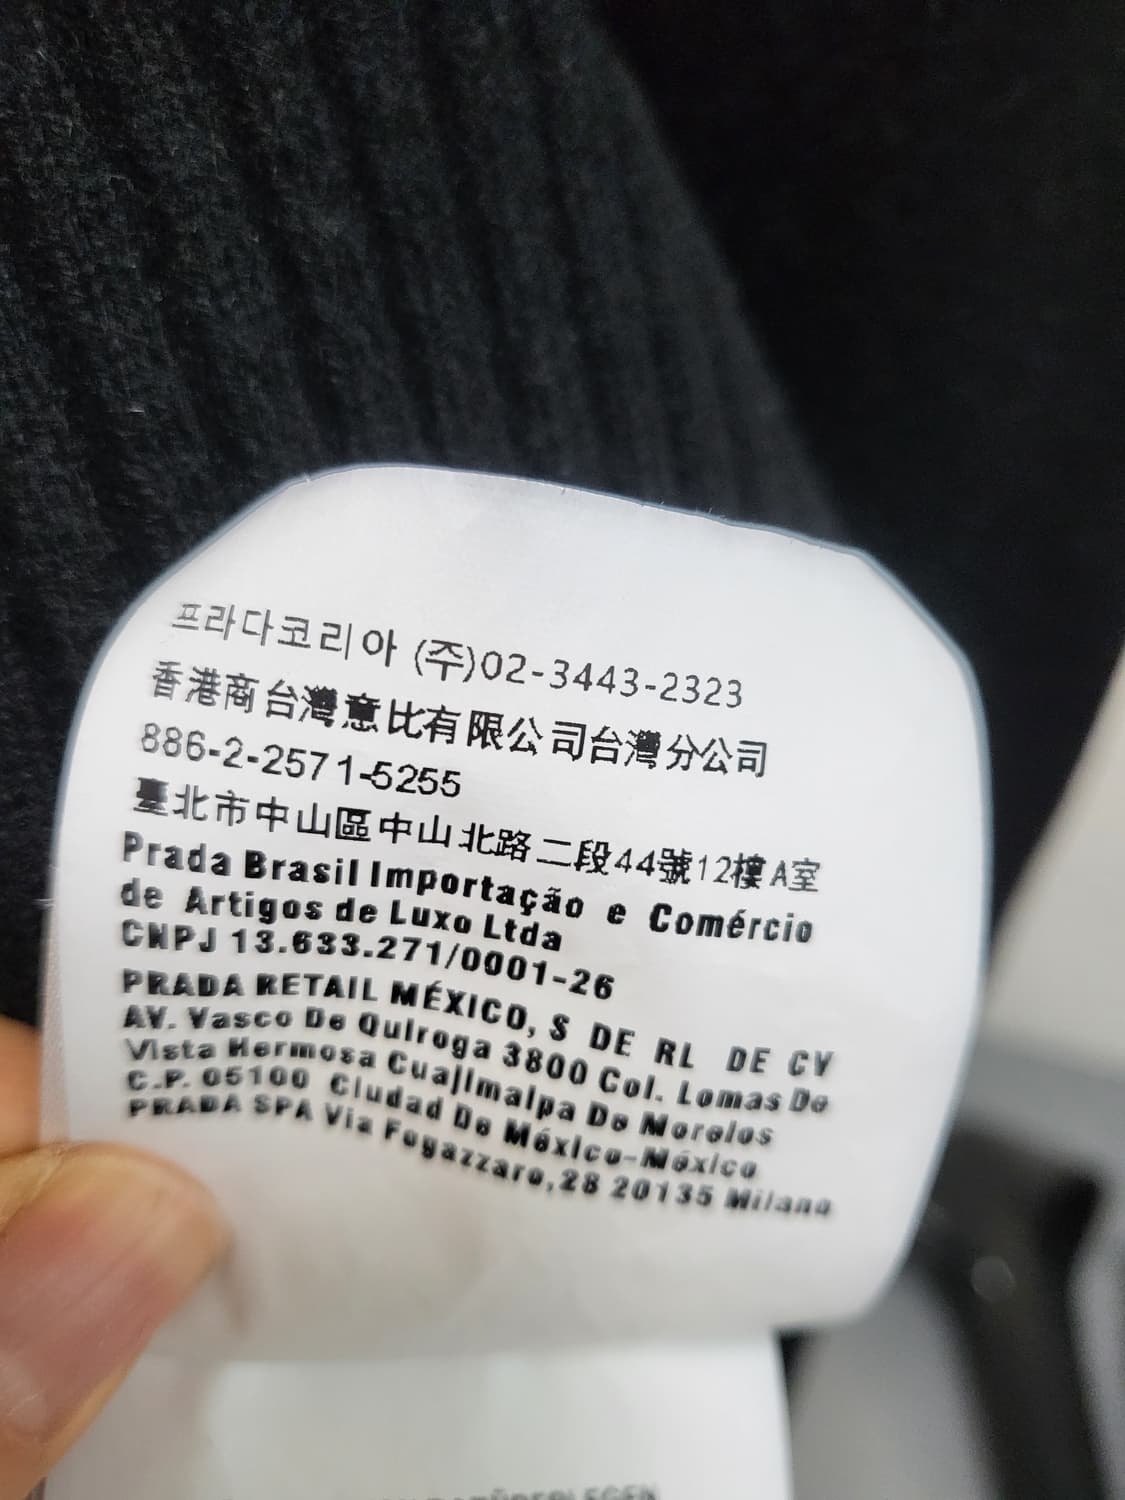 프라다코리아 (주)02-3443-2323
香港商台灣意比有限公司台灣分公司
886-2-2571-5255
臺北市中山區中山北路二段44號12樓A室
Prada Brasil Importação e Comércio
de Artigos de Luxo Ltda
CNPJ 13.633.271/0001-26
PRADA RETAIL MÉXICO, S DE RL DE CV
AV. Vasco De Quiroga 3800 Col. Lomas De
Vista Hermosa Cuajimalpa De Morelos
C.P. 05100 Ciudad De México-México
PRADA SPA Via Fogazzaro,28 20135 Milano